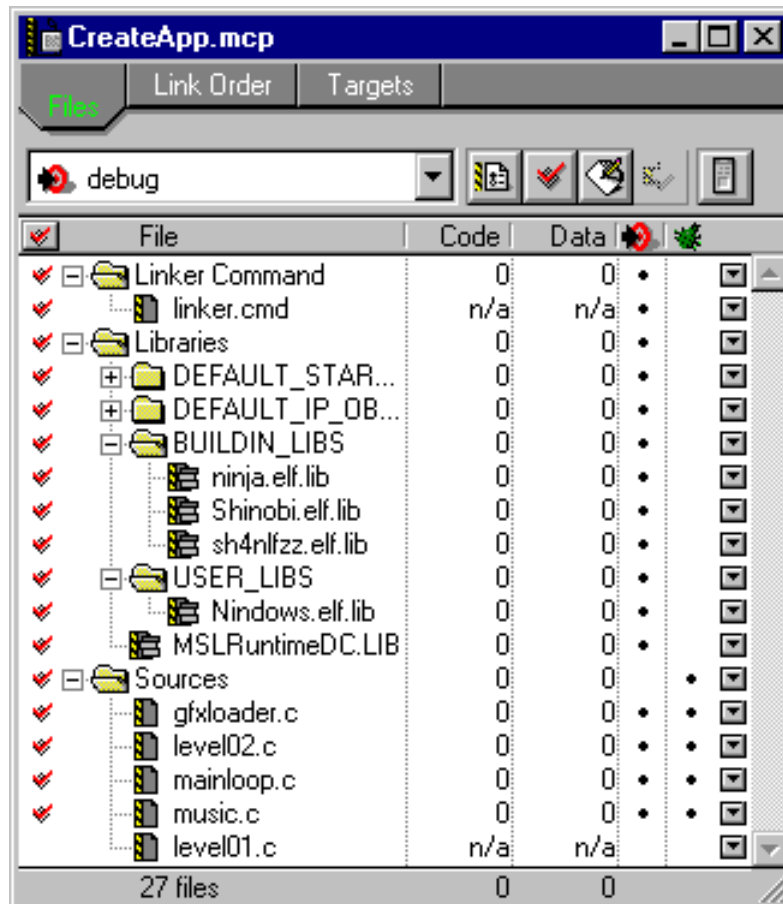 CreateApp.mcp
Files Link Order Targets
debug
File Code Data
Linker Command 0 0
linker.cmd n/a n/a
Libraries 0 0
DEFAULT_STAR... 0 0
DEFAULT_IP_OB... 0 0
BUILDIN_LIBS 0 0
ninja.elf.lib 0 0
Shinobi.elf.lib 0 0
sh4nlfzz.elf.lib 0 0
USER_LIBS 0 0
Nindows.elf.lib 0 0
MSLRuntimeDC.LIB 0 0
Sources 0 0
gfxloader.c 0 0
level02.c 0 0
mainloop.c 0 0
music.c 0 0
level01.c n/a n/a
27 files 0 0